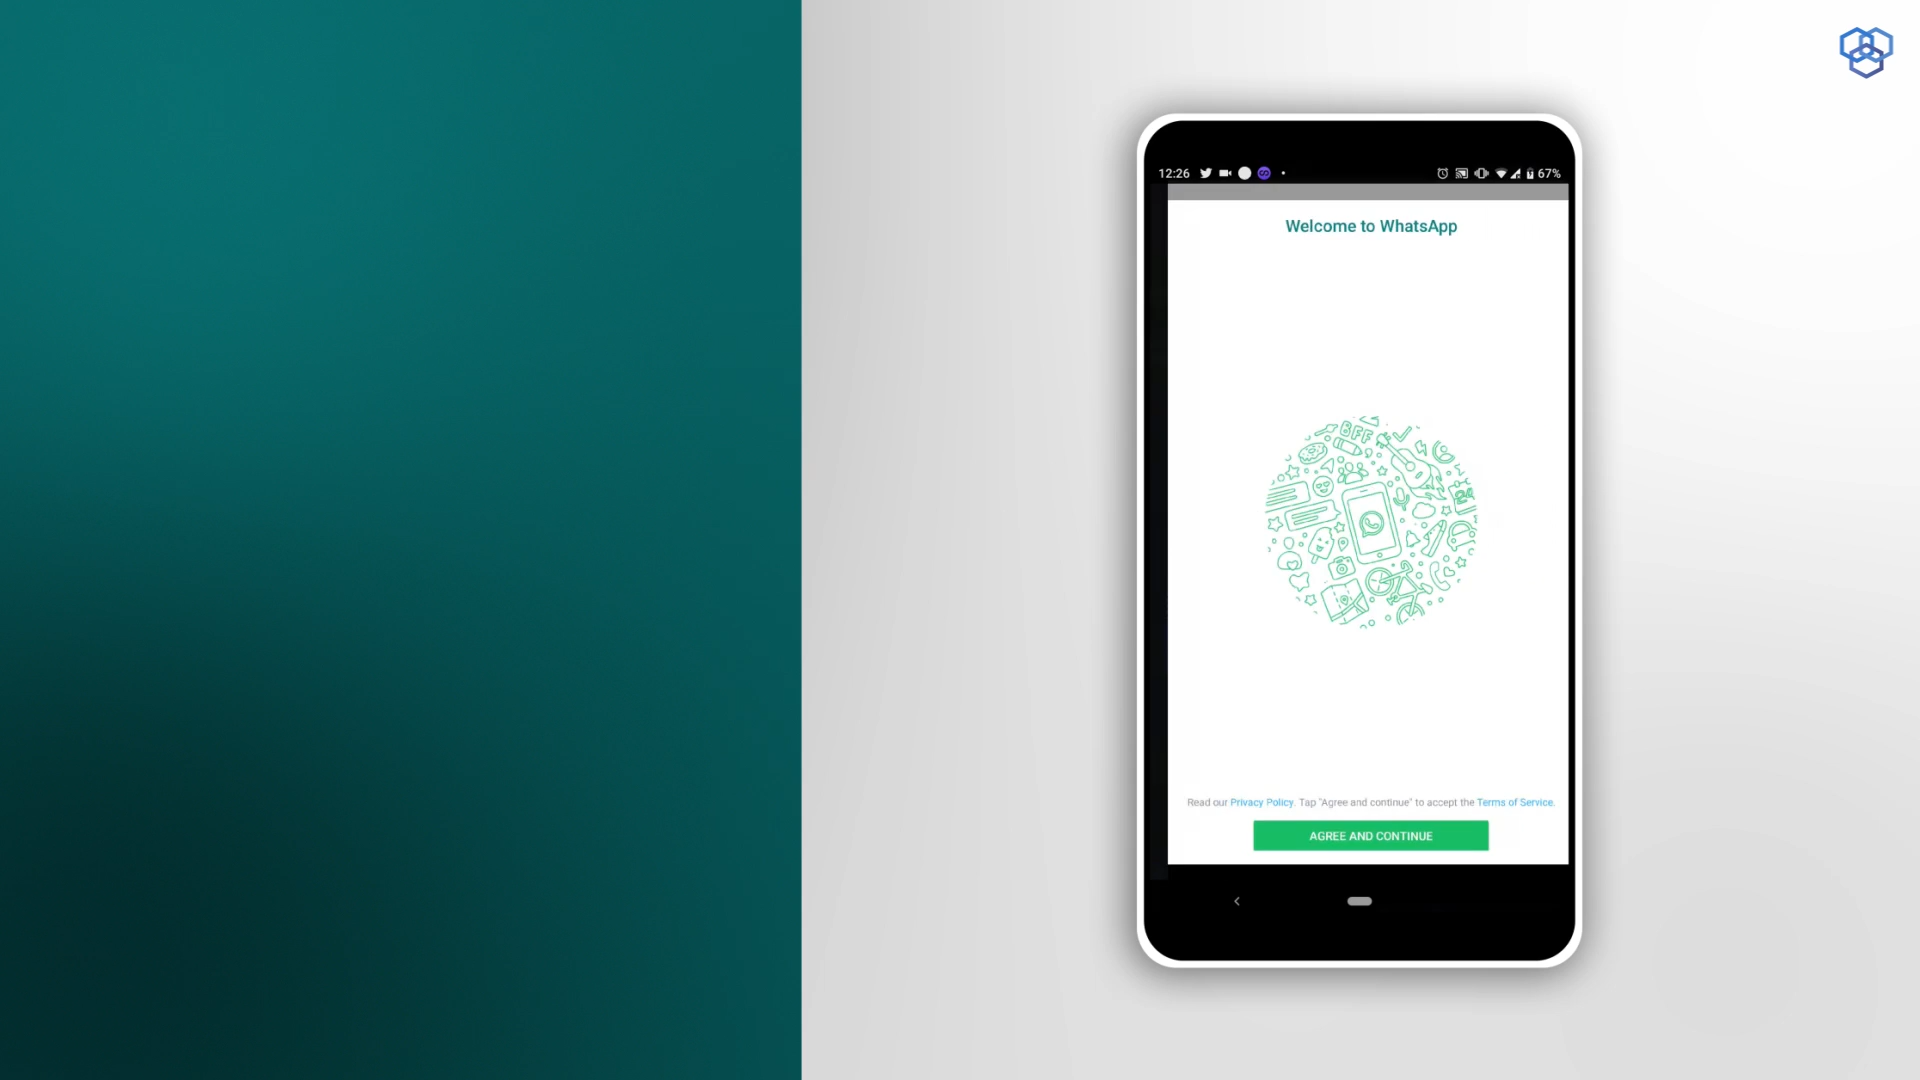 12:26
67%
Welcome to WhatsApp
BFF
Read our Privacy Policy. Tap "Agree and continue" to accept the Terms of Service.
AGREE AND CONTINUE